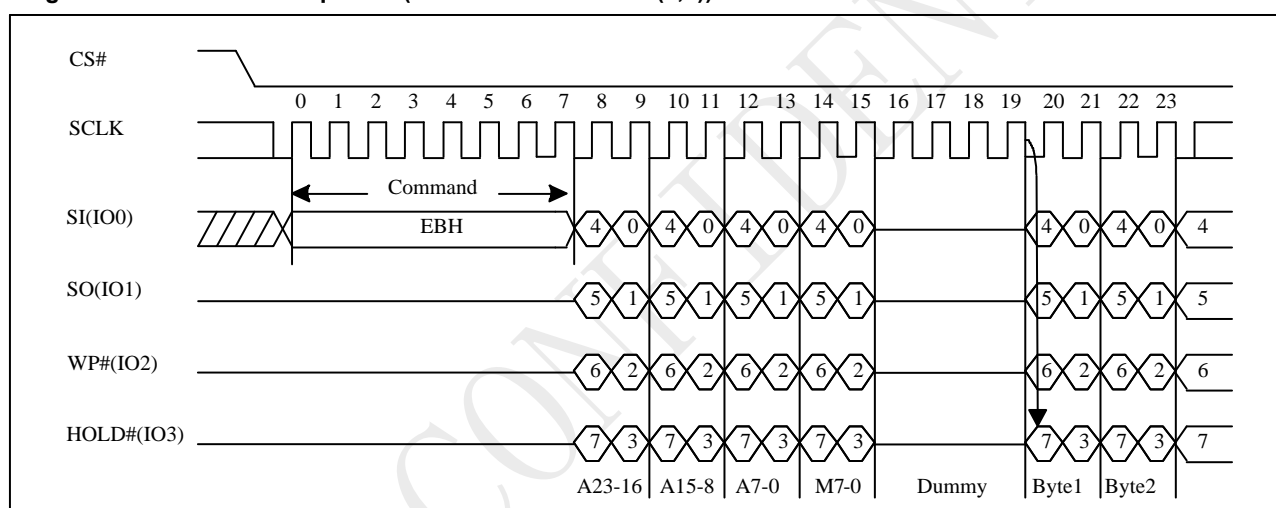 CS#
0 1 2 3 4 5 6 7 8 9 10 11 12 13 14 15 16 17 18 19 20 21 22 23
SCLK
Command
SI(IO0) EBH 4 0 4 0 4 0 4 0 4 0 4 0 4
SO(IO1) 5 1 5 1 5 1 5 1 5 1 5 1 5
WP#(IO2) 6 2 6 2 6 2 6 2 6 2 6 2 6
HOLD#(IO3) 7 3 7 3 7 3 7 3 7 3 7 3 7
A23-16 A15-8 A7-0 M7-0 Dummy Byte1 Byte2
CONFIDENT